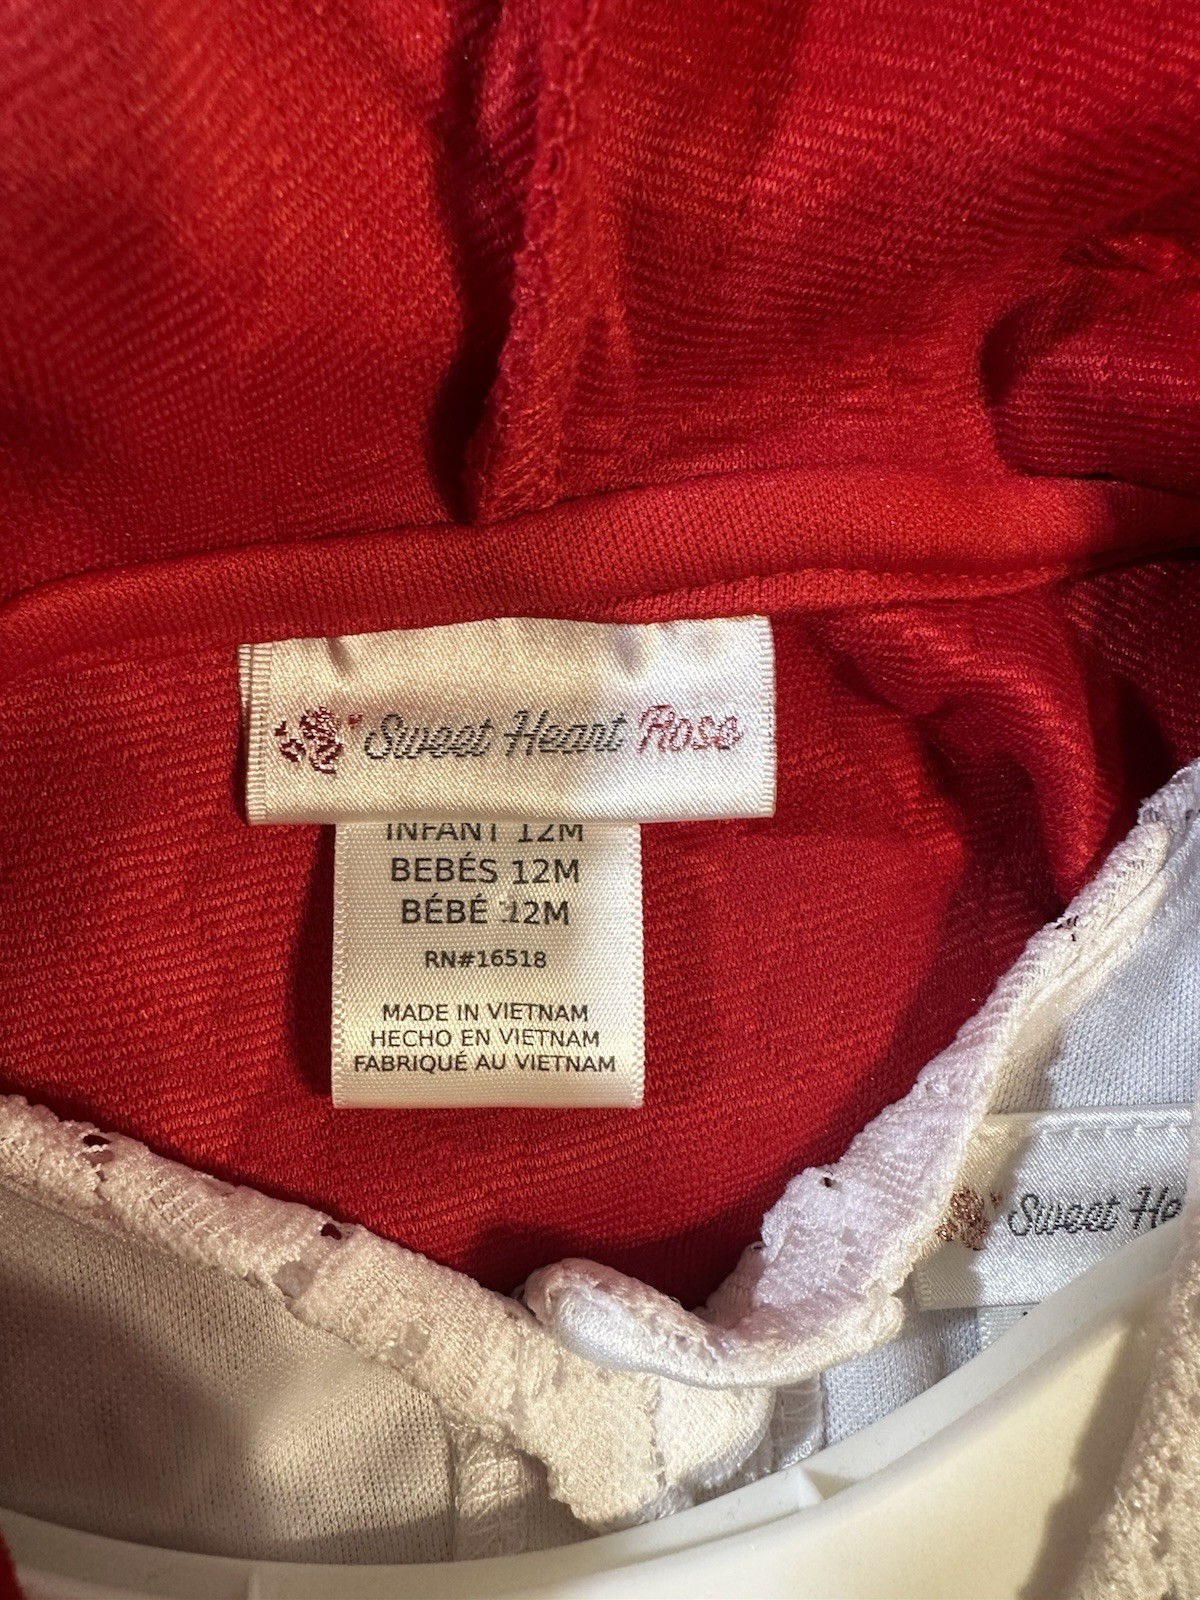 Sweet Heart Rose
INFANT 12M
BEBÉS 12M
BÉBÉ 12M
RN#16518
MADE IN VIETNAM
HECHO EN VIETNAM
FABRIQUÉ AU VIETNAM
Sweet He